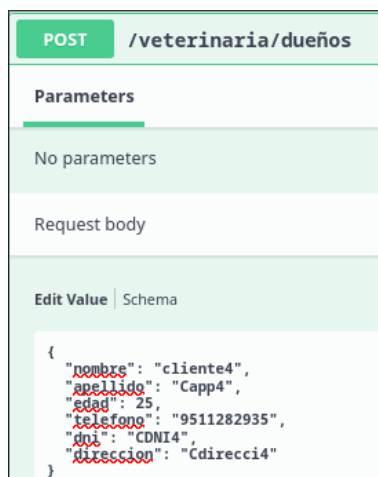 POST /veterinaria/dueños
Parameters
No parameters
Request body
Edit Value | Schema
{
"nombre": "cliente4",
"apellido": "Capp4",
"edad": 25,
"telefono": "9511282935",
"dni": "CDNI4",
"direccion": "Cdirecci4"
}